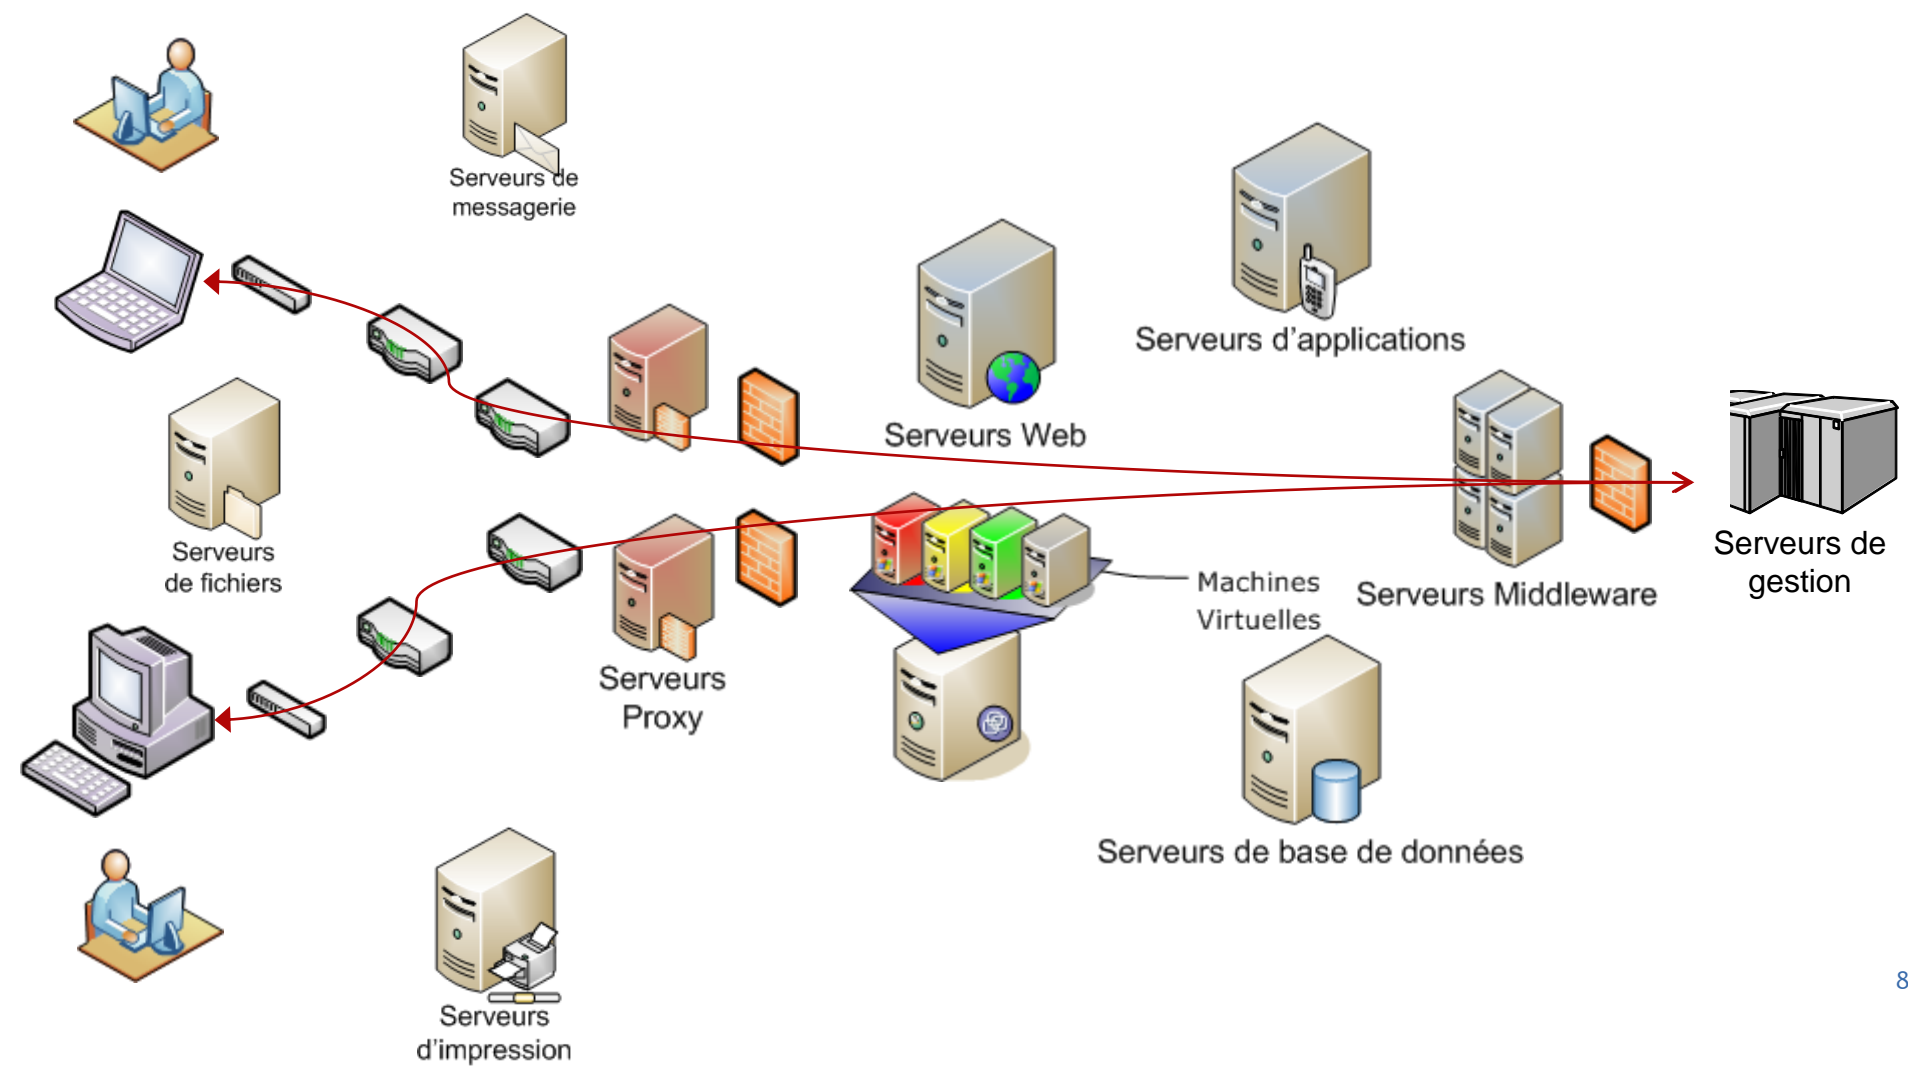 Serveurs de
messagerie
Serveurs d'applications
Serveurs Web
Serveurs
de fichiers
Serveurs de
gestion
Machines
Virtuelles
Serveurs Middleware
Serveurs
Proxy
Serveurs de base de données
8
Serveurs
d'impression